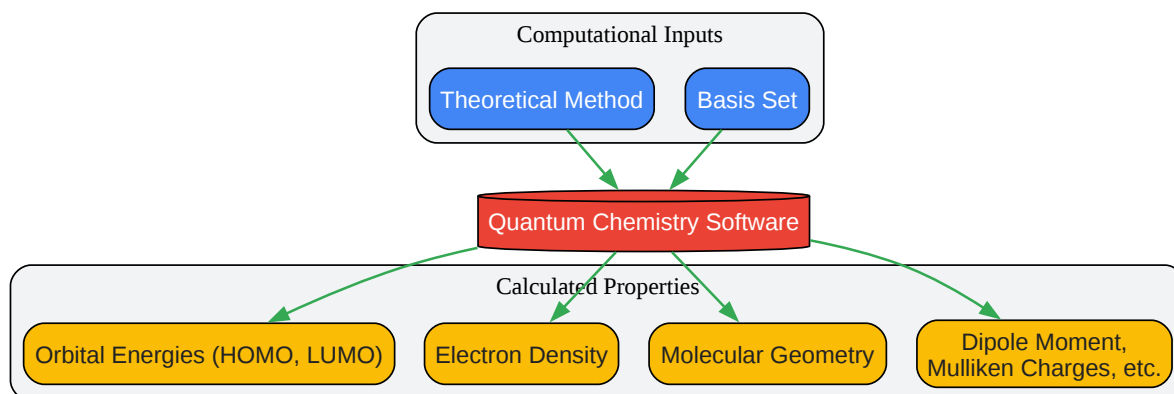 Computational Inputs
Theoretical Method
Basis Set
Quantum Chemistry Software
Calculated Properties
Orbital Energies (HOMO, LUMO)
Electron Density
Molecular Geometry
Dipole Moment,
Mulliken Charges, etc.